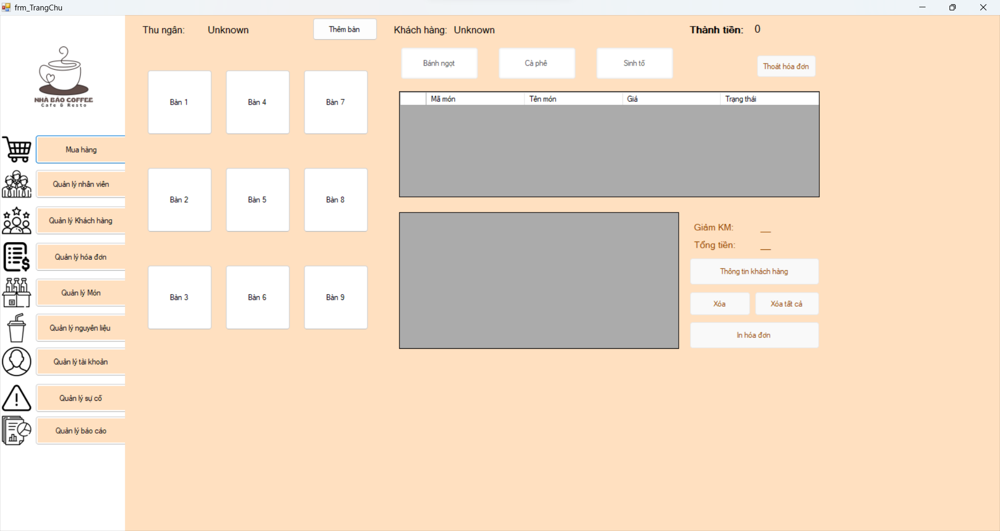 frm_TrangChu
NHÀ BÁO COFFEE
Cafe & Resto
Mua hàng
Quản lý nhân viên
Quản lý Khách hàng
Quản lý hóa đơn
Quản lý Món
Quản lý nguyên liệu
Quản lý tài khoản
Quản lý sự cố
Quản lý báo cáo
Thu ngân: Unknown
Thêm bàn
Bàn 1
Bàn 4
Bàn 7
Bàn 2
Bàn 5
Bàn 8
Bàn 3
Bàn 6
Bàn 9
Khách hàng: Unknown
Thành tiền: 0
Bánh ngọt
Cà phê
Sinh tố
Thoát hóa đơn
Mã món Tên món Giá Trạng thái
Giảm KM: __
Tổng tiền: __
Thông tin khách hàng
Xóa
Xóa tất cả
In hóa đơn